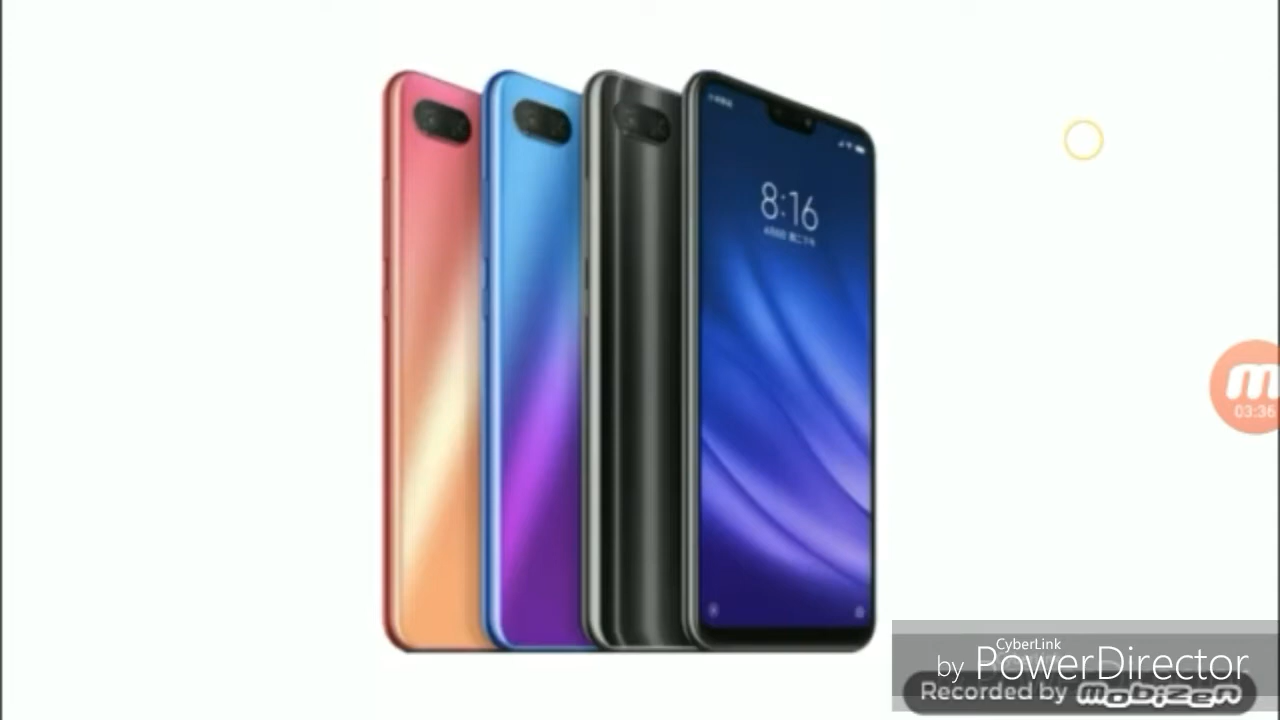 8:16
m
03:36
CyberLink
by PowerDirector
Recorded by mobizen